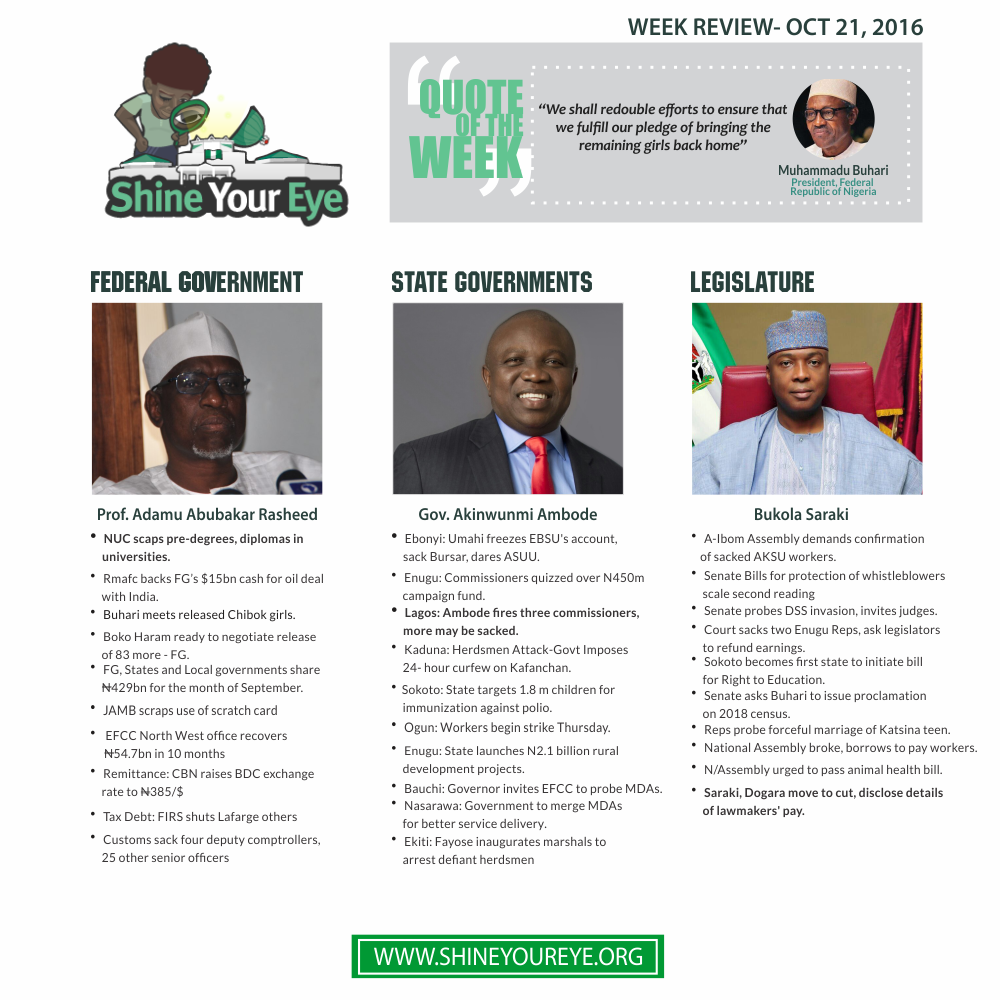 WEEK REVIEW- OCT 21, 2016
Shine Your Eye
QUOTE
OF THE
WEEK
“We shall redouble efforts to ensure that
we fulfill our pledge of bringing the
remaining girls back home”
Muhammadu Buhari
President, Federal
Republic of Nigeria
FEDERAL GOVERNMENT
Prof. Adamu Abubakar Rasheed
• NUC scaps pre-degrees, diplomas in
universities.
• Rmafc backs FG’s $15bn cash for oil deal
with India.
• Buhari meets released Chibok girls.
• Boko Haram ready to negotiate release
of 83 more - FG.
• FG, States and Local governments share
₦429bn for the month of September.
• JAMB scraps use of scratch card
• EFCC North West office recovers
₦54.7bn in 10 months
• Remittance: CBN raises BDC exchange
rate to ₦385/$
• Tax Debt: FIRS shuts Lafarge others
• Customs sack four deputy comptrollers,
25 other senior officers
STATE GOVERNMENTS
Gov. Akinwunmi Ambode
• Ebonyi: Umahi freezes EBSU's account,
sack Bursar, dares ASUU.
• Enugu: Commissioners quizzed over N450m
campaign fund.
• Lagos: Ambode fires three commissioners,
more may be sacked.
• Kaduna: Herdsmen Attack-Govt Imposes
24- hour curfew on Kafanchan.
• Sokoto: State targets 1.8 m children for
immunization against polio.
• Ogun: Workers begin strike Thursday.
• Enugu: State launches N2.1 billion rural
development projects.
• Bauchi: Governor invites EFCC to probe MDAs.
• Nasarawa: Government to merge MDAs
for better service delivery.
• Ekiti: Fayose inaugurates marshals to
arrest defiant herdsmen
LEGISLATURE
Bukola Saraki
• A-Ibom Assembly demands confirmation
of sacked AKSU workers.
• Senate Bills for protection of whistleblowers
scale second reading
• Senate probes DSS invasion, invites judges.
• Court sacks two Enugu Reps, ask legislators
to refund earnings.
• Sokoto becomes first state to initiate bill
for Right to Education.
• Senate asks Buhari to issue proclamation
on 2018 census.
• Reps probe forceful marriage of Katsina teen.
• National Assembly broke, borrows to pay workers.
• N/Assembly urged to pass animal health bill.
• Saraki, Dogara move to cut, disclose details
of lawmakers' pay.
WWW.SHINEYOUREYE.ORG